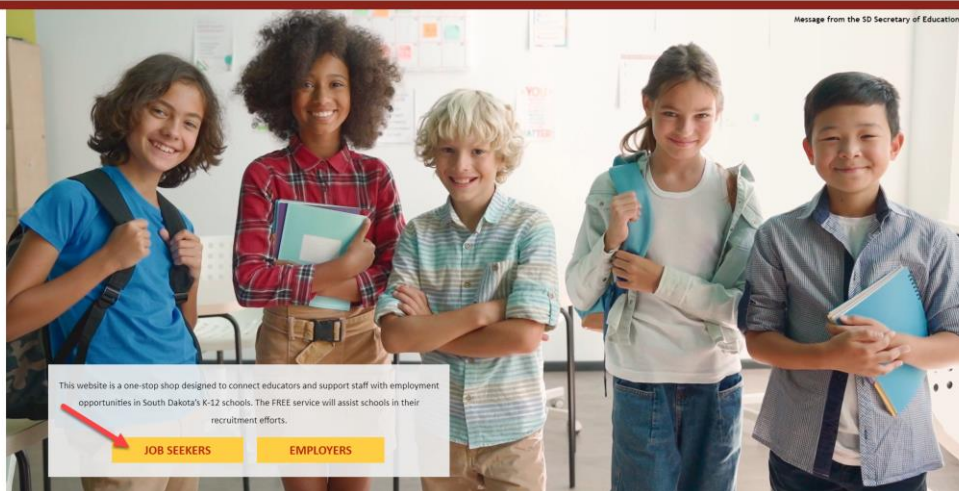 Message from the SD Secretary of Education
This website is a one-stop shop designed to connect educators and support staff with employment
opportunities in South Dakota's K-12 schools. The FREE service will assist schools in their
recruitment efforts.
JOB SEEKERS
EMPLOYERS